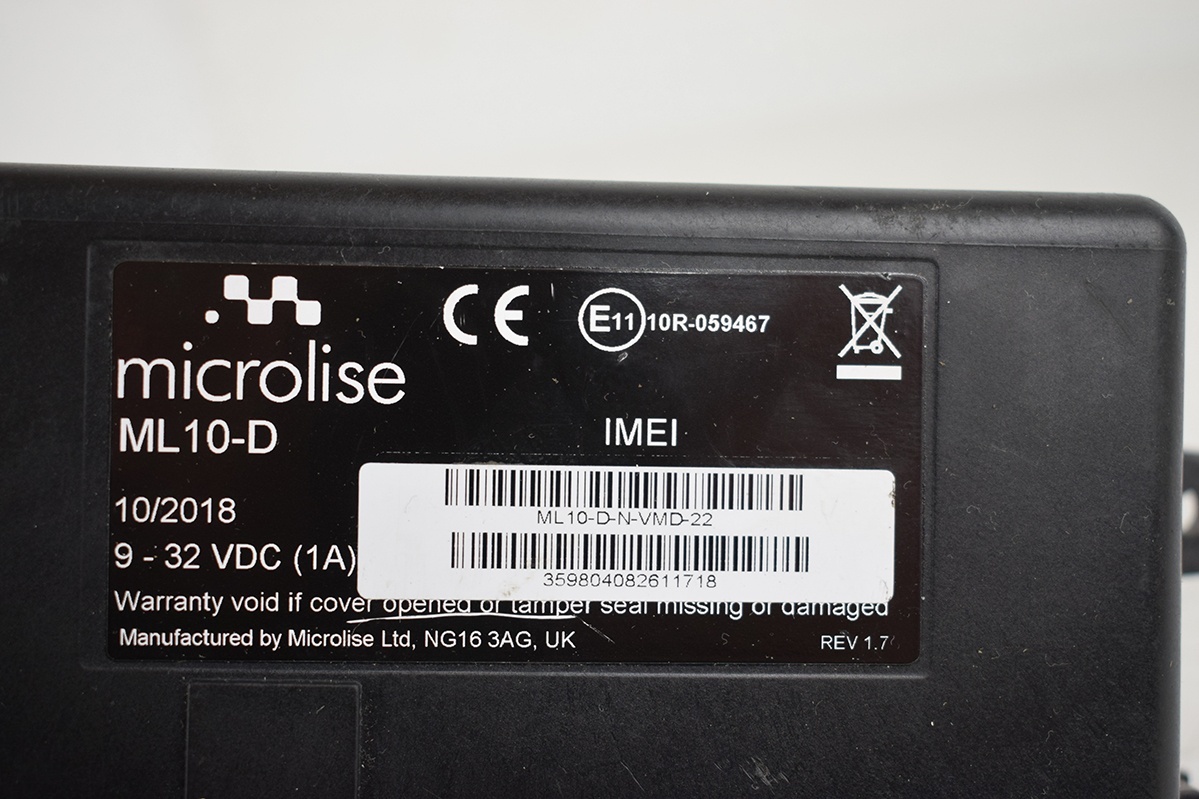 CE E11 10R-059467
microlise
ML10-D
IMEI
ML10-D-N-VMD-22
359804082611718
10/2018
9 - 32 VDC (1A)
Warranty void if cover opened or tamper seal missing or damaged
Manufactured by Microlise Ltd, NG16 3AG, UK
REV 1.7